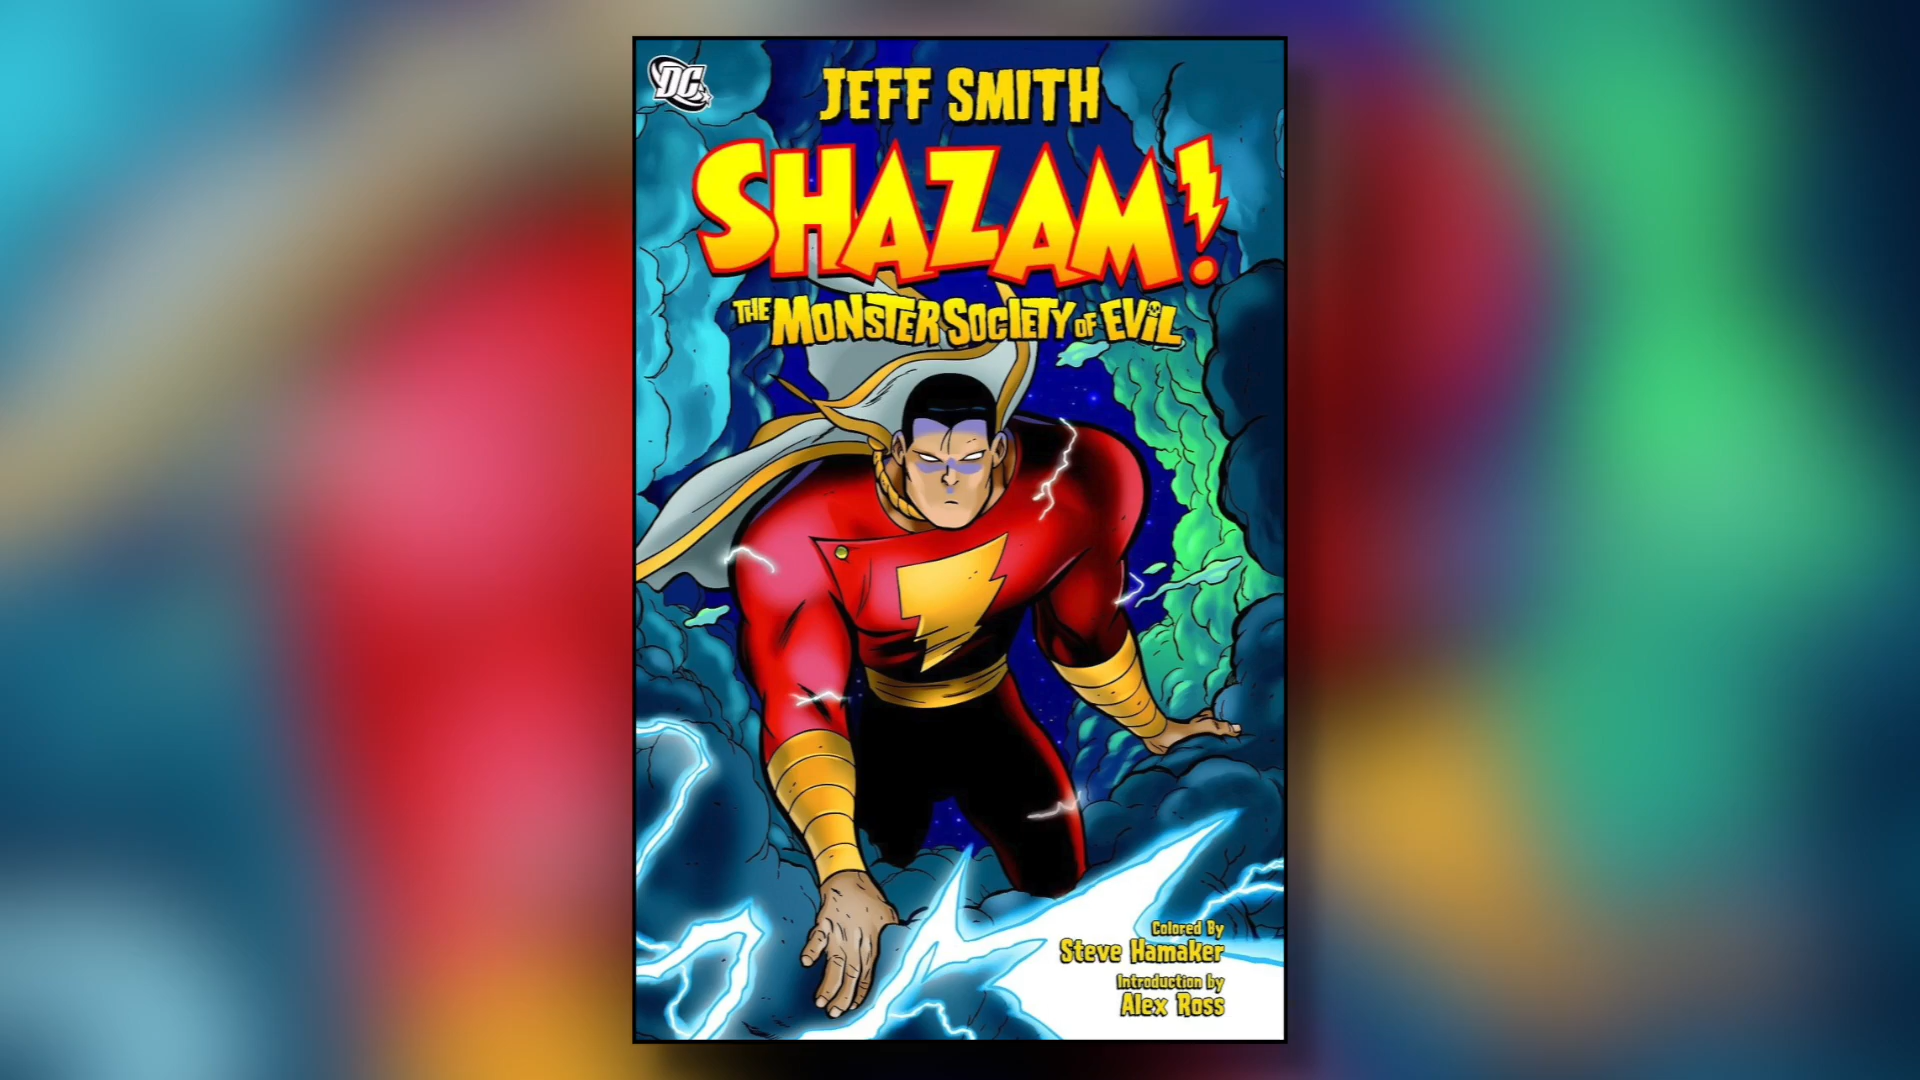 DC
JEFF SMITH
SHAZAM!
THE MONSTER SOCIETY OF EVIL
Colored By
Steve Hamaker
Introduction by
Alex Ross